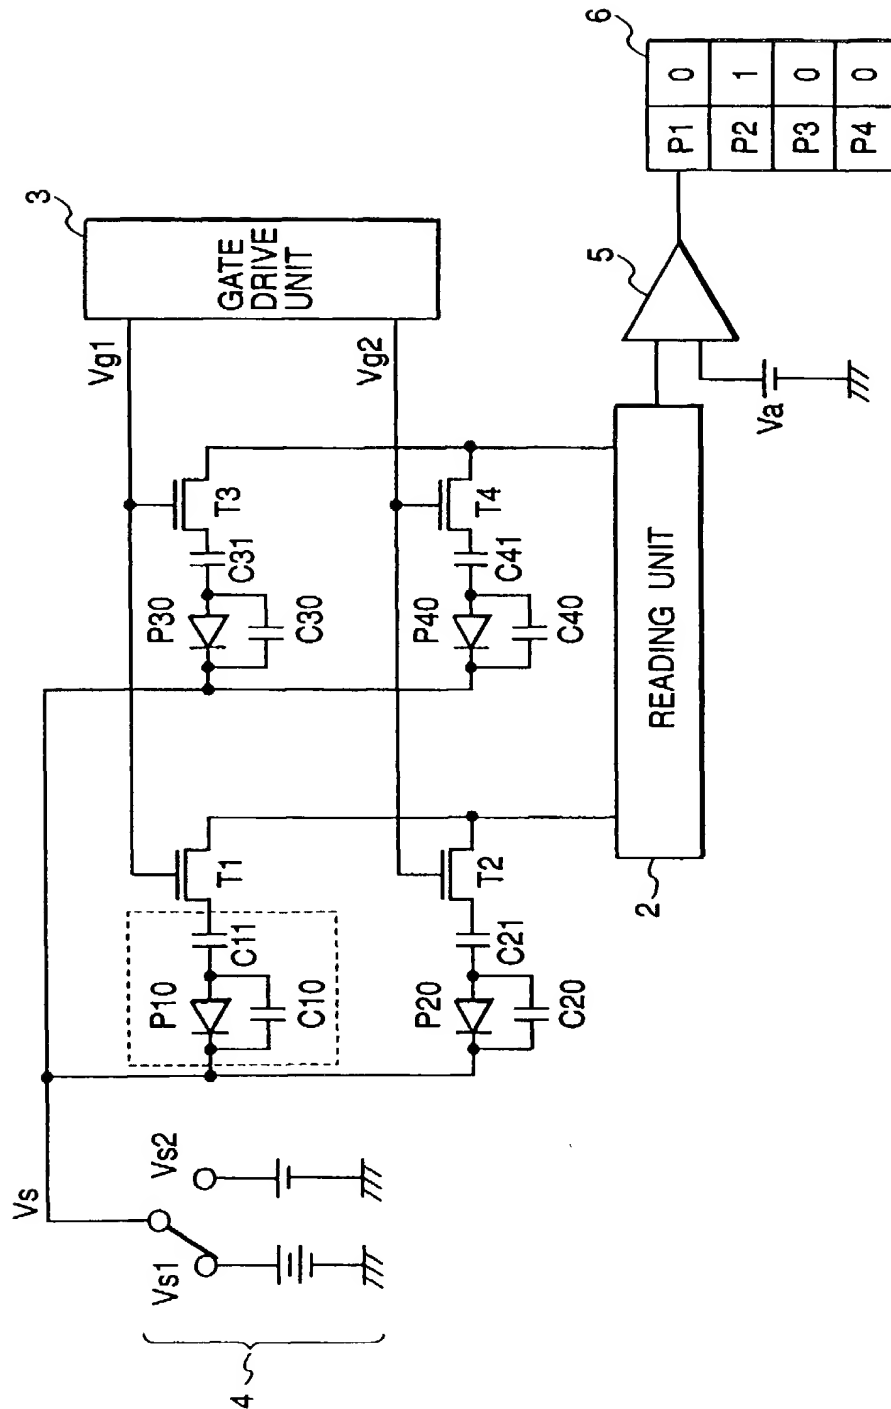 4
Vs
Vs1
Vs2
P10
C11
C10
T1
P20
C21
C20
T2
P30
C31
C30
T3
P40
C41
C40
T4
Vg1
Vg2
3
GATE
DRIVE
UNIT
2
READING UNIT
Va
5
6
P1 0
P2 1
P3 0
P4 0